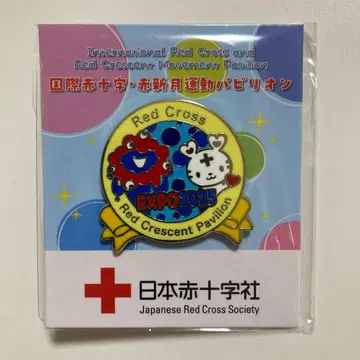 International Red Cross and
Red Crescent Movement Pavilion
国際赤十字・赤新月運動パビリオン
Red Cross
EXPO2025
Red Crescent Pavilion
日本赤十字社
Japanese Red Cross Society